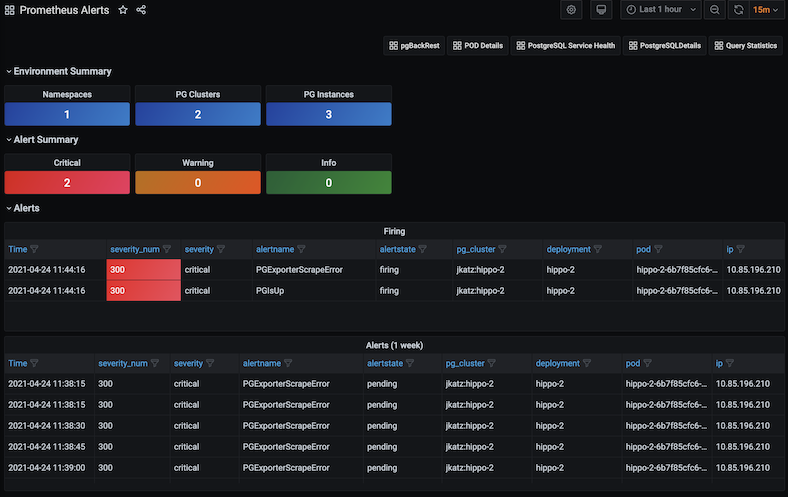 Prometheus Alerts
Last 1 hour 15m
pgBackRest POD Details PostgreSQL Service Health PostgreSQLDetails Query Statistics
Environment Summary
Namespaces PG Clusters PG Instances
1 2 3
Alert Summary
Critical Warning Info
2 0 0
Alerts
Firing
Time severity_num severity alertname alertstate pg_cluster deployment pod ip
2021-04-24 11:44:16 300 critical PGExporterScrapeError firing jkatz:hippo-2 hippo-2 hippo-2-6b7f85cfc6-... 10.85.196.210
2021-04-24 11:44:16 300 critical PGIsUp firing jkatz:hippo-2 hippo-2 hippo-2-6b7f85cfc6-... 10.85.196.210
Alerts (1 week)
Time severity_num severity alertname alertstate pg_cluster deployment pod ip
2021-04-24 11:38:15 300 critical PGExporterScrapeError pending jkatz:hippo-2 hippo-2 hippo-2-6b7f85cfc6-... 10.85.196.210
2021-04-24 11:38:15 300 critical PGExporterScrapeError pending jkatz:hippo-2 hippo-2 hippo-2-6b7f85cfc6-... 10.85.196.210
2021-04-24 11:38:30 300 critical PGExporterScrapeError pending jkatz:hippo-2 hippo-2 hippo-2-6b7f85cfc6-... 10.85.196.210
2021-04-24 11:38:45 300 critical PGExporterScrapeError pending jkatz:hippo-2 hippo-2 hippo-2-6b7f85cfc6-... 10.85.196.210
2021-04-24 11:39:00 300 critical PGExporterScrapeError pending jkatz:hippo-2 hippo-2 hippo-2-6b7f85cfc6-... 10.85.196.210